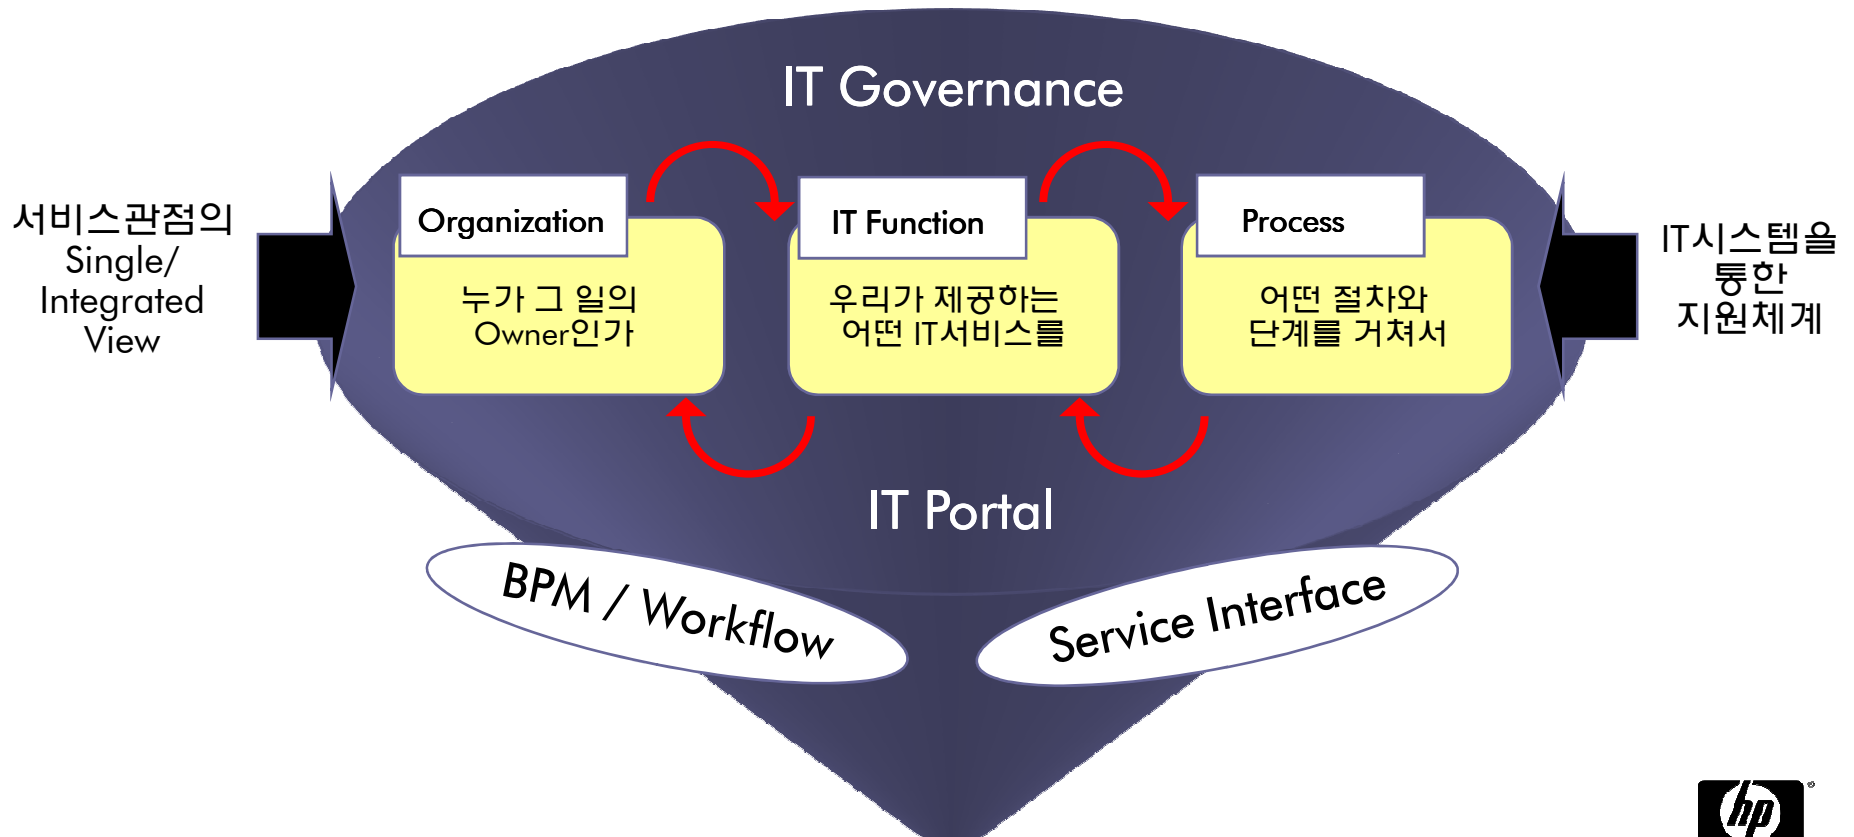 IT Governance
서비스관점의
Single/
Integrated
View
Organization
누가 그 일의
Owner인가
IT Function
우리가 제공하는
어떤 IT서비스를
Process
어떤 절차와
단계를 거쳐서
IT시스템을
통한
지원체계
IT Portal
BPM / Workflow
Service Interface
hp